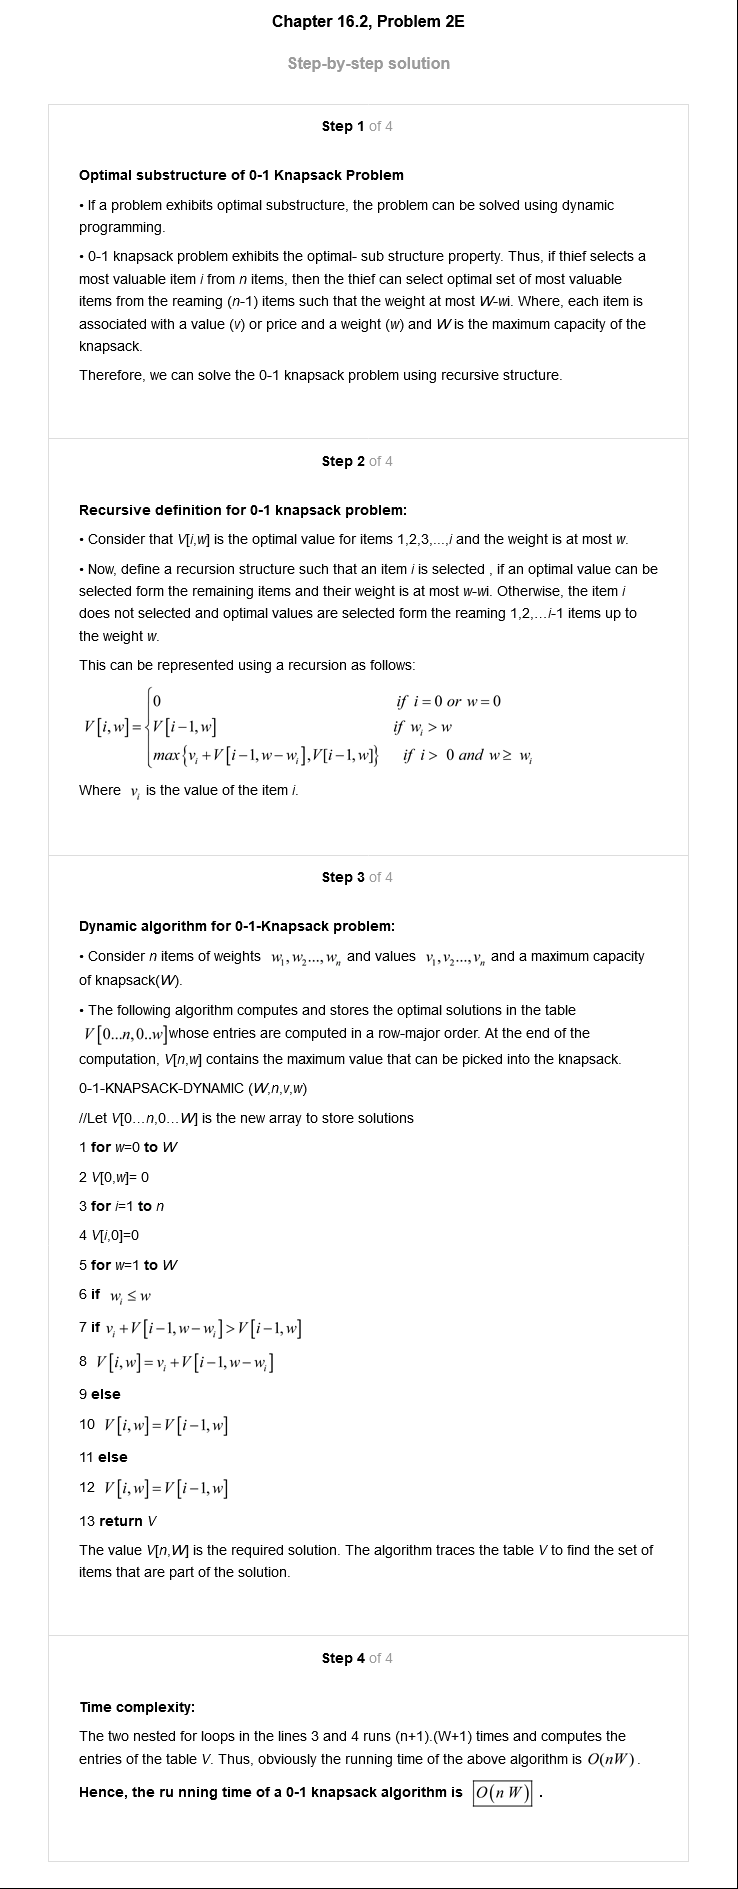 Chapter 16.2, Problem 2E
Step-by-step solution
Step 1 of 4
Optimal substructure of 0-1 Knapsack Problem
• If a problem exhibits optimal substructure, the problem can be solved using dynamic
programming.
• 0-1 knapsack problem exhibits the optimal- sub structure property. Thus, if thief selects a
most valuable item i from n items, then the thief can select optimal set of most valuable
items from the reaming (n-1) items such that the weight at most W-wi. Where, each item is
associated with a value (v) or price and a weight (w) and W is the maximum capacity of the
knapsack.
Therefore, we can solve the 0-1 knapsack problem using recursive structure.
Step 2 of 4
Recursive definition for 0-1 knapsack problem:
• Consider that V[i,w] is the optimal value for items 1,2,3,...,i and the weight is at most w.
• Now, define a recursion structure such that an item i is selected , if an optimal value can be
selected form the remaining items and their weight is at most w-wi. Otherwise, the item i
does not selected and optimal values are selected form the reaming 1,2,...i-1 items up to
the weight w.
This can be represented using a recursion as follows:
0 if i=0 or w=0
V[i,w]={V[i−1,w] if w_i>w
max{v_i+V[i−1,w−w_i],V[i−1,w]} if i> 0 and w≥ w_i
Where v_i is the value of the item i.
Step 3 of 4
Dynamic algorithm for 0-1-Knapsack problem:
• Consider n items of weights w_1,w_2...,w_n and values v_1,v_2...,v_n and a maximum capacity
of knapsack(W).
• The following algorithm computes and stores the optimal solutions in the table
V[0...n,0..w]whose entries are computed in a row-major order. At the end of the
computation, V[n,w] contains the maximum value that can be picked into the knapsack.
0-1-KNAPSACK-DYNAMIC (W,n,v,w)
//Let V[0...n,0...W] is the new array to store solutions
1 for w=0 to W
2 V[0,w]= 0
3 for i=1 to n
4 V[i,0]=0
5 for w=1 to W
6 if w_i≤w
7 if v_i+V[i−1,w−w_i]>V[i−1,w]
8 V[i,w]=v_i+V[i−1,w−w_i]
9 else
10 V[i,w]=V[i−1,w]
11 else
12 V[i,w]=V[i−1,w]
13 return V
The value V[n,W] is the required solution. The algorithm traces the table V to find the set of
items that are part of the solution.
Step 4 of 4
Time complexity:
The two nested for loops in the lines 3 and 4 runs (n+1).(W+1) times and computes the
entries of the table V. Thus, obviously the running time of the above algorithm is O(nW).
Hence, the ru nning time of a 0-1 knapsack algorithm is O(n W) .